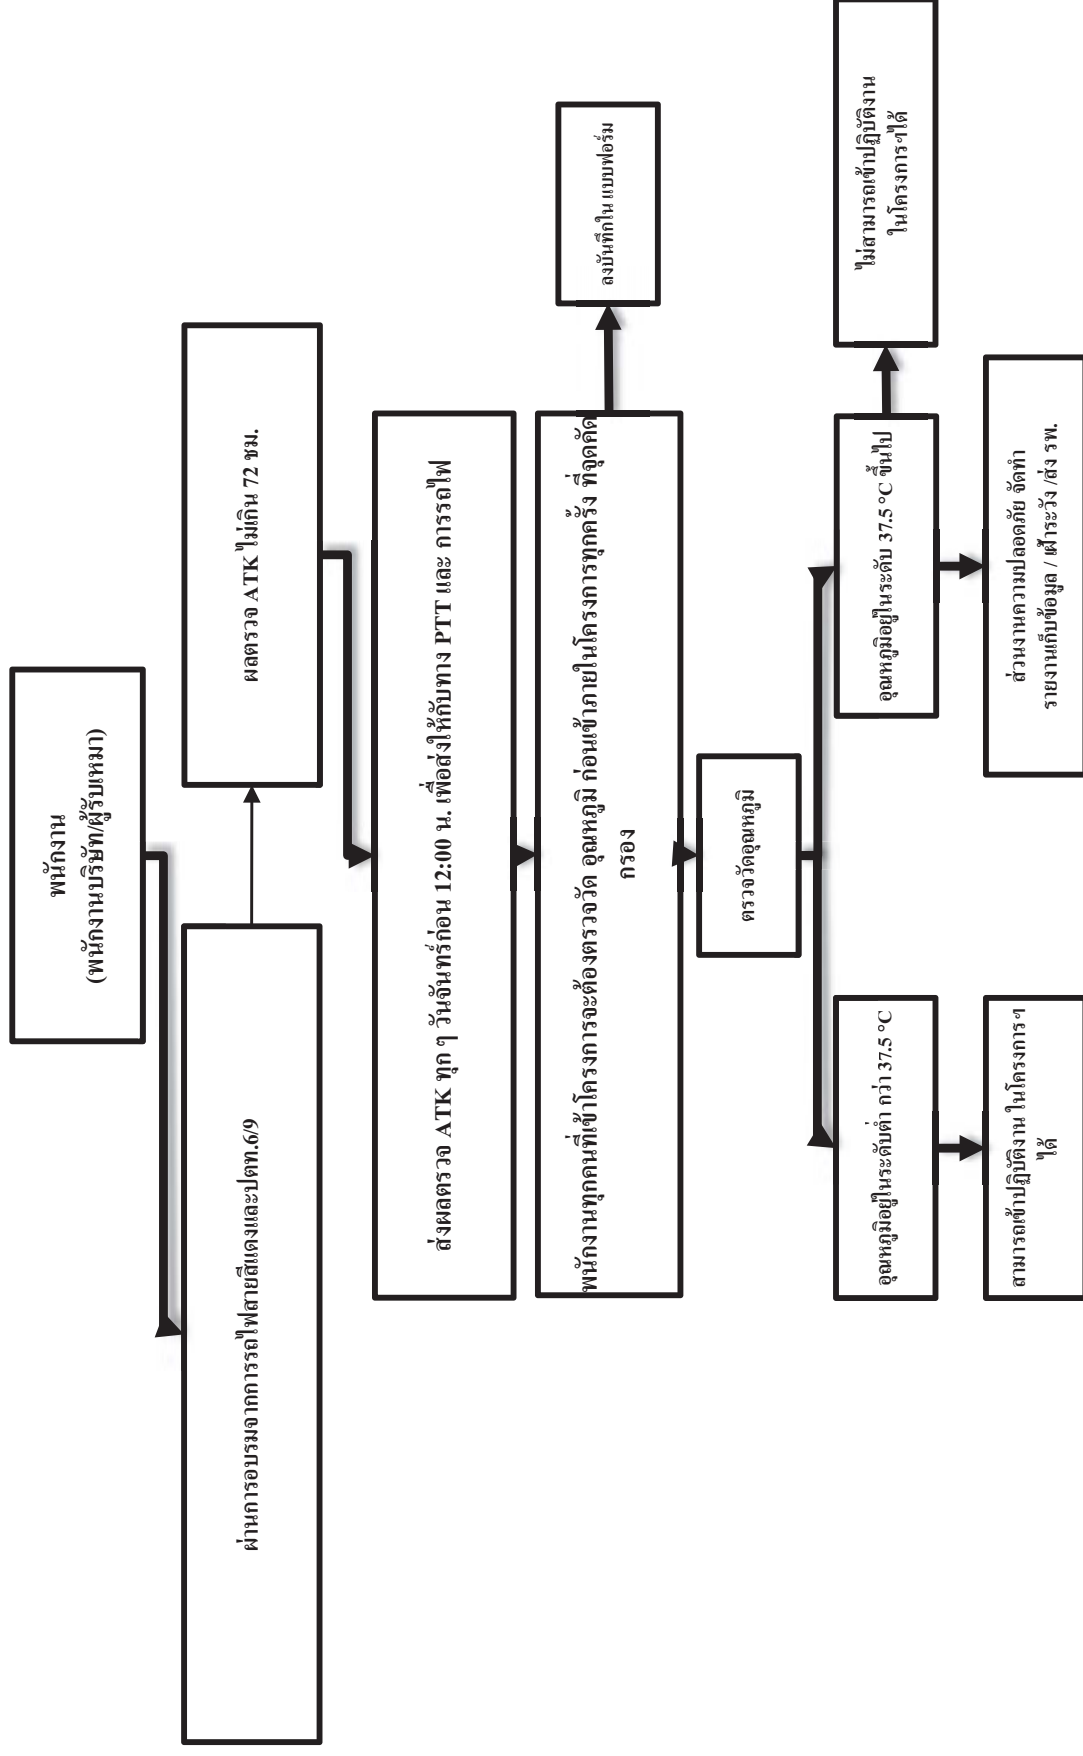 พนักงาน
(พนักงานบริษัท/ผู้รับเหมา)
ผ่านการอบรมจากการรถไฟสายสีแดงและปตท.6/9
ผลตรวจ ATK ไม่เกิน 72 ชม.
ส่งผลตรวจ ATK ทุก ๆ วันจันทร์ก่อน 12:00 น. เพื่อส่งให้กับทาง PTT และ การรถไฟ
พนักงานทุกคนที่เข้าโครงการจะต้องตรวจวัด อุณหภูมิ ก่อนเข้าภายในโครงการทุกครั้ง ที่จุดคัด
กรอง
ลงบันทึกใน แบบฟอร์ม
ตรวจวัดอุณหภูมิ
อุณหภูมิอยู่ในระดับต่ำ กว่า 37.5 °C
อุณหภูมิอยู่ในระดับ 37.5 °C ขึ้นไป
ไม่สามารถเข้าปฏิบัติงาน
ในโครงการฯได้
สามารถเข้าปฏิบัติงาน ในโครงการ ฯ
ได้
ส่วนงานความปลอดภัย จัดทำ
รายงานเก็บข้อมูล / เฝ้าระวัง /ส่ง รพ.